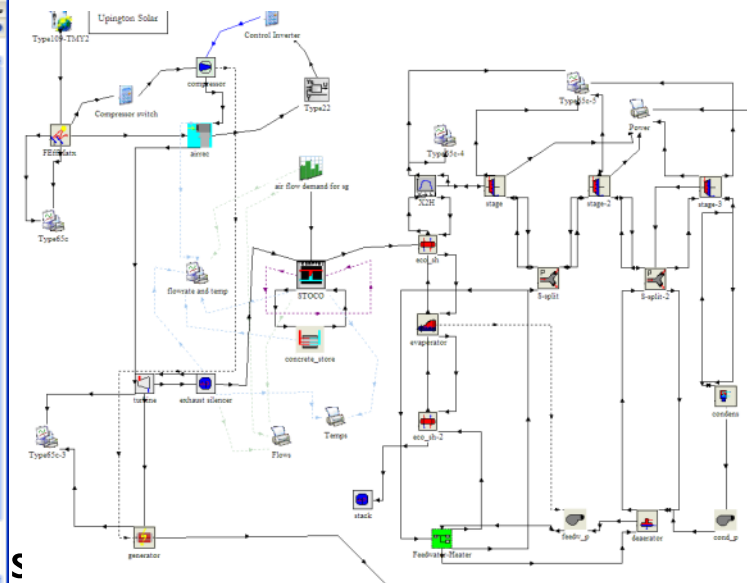 Upington Solar
Type109-TMY2
Control Inverter
compressor
Compressor switch
Type22
Type65c-5
Power
Type65c-4
airrec
air flow demand for sg
X2H
stage
stage-2
stage-3
Type65c
eco_sh
flowrate and temp
STOCO
S-split
S-split-2
concrete_store
evaporator
turbine
exhaust silencer
condens
Temps
eco_sh-2
Type65c-3
Flows
stack
generator
Feedwater-Heater
feedw_p
deaerator
cond_p
S